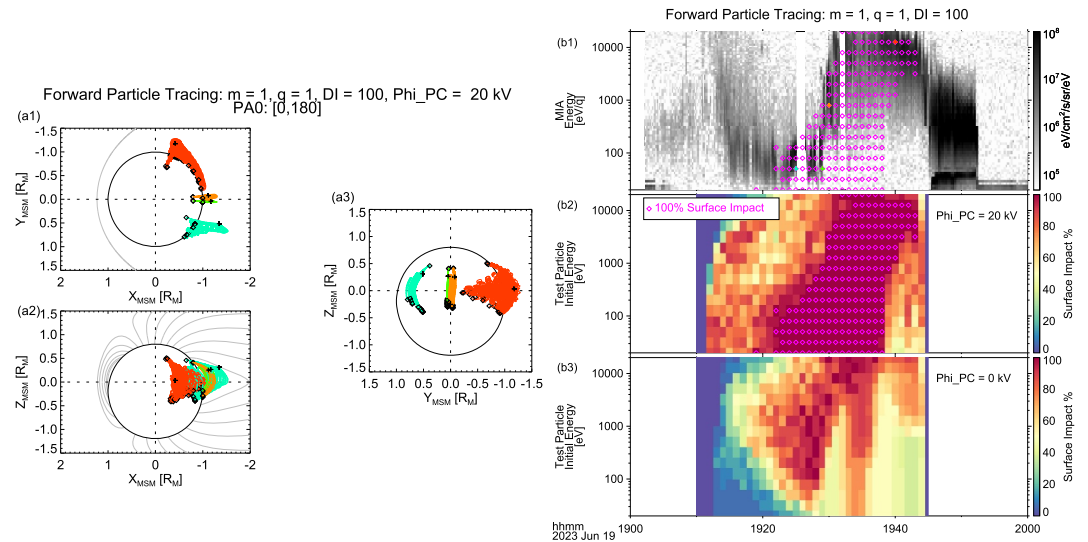 Forward Particle Tracing: m = 1, q = 1, DI = 100, Phi_PC = 20 kV
PA0: [0,180]
(a1)
-1.5
-1.0
-0.5
0.0
0.5
1.0
1.5
Y_MSM [R_M]
2 1 0 -1 -2
X_MSM [R_M]
(a2)
1.5
1.0
0.5
0.0
-0.5
-1.0
-1.5
Z_MSM [R_M]
2 1 0 -1 -2
X_MSM [R_M]
(a3)
1.5
1.0
0.5
0.0
-0.5
-1.0
-1.5
Z_MSM [R_M]
1.5 1.0 0.5 0.0 -0.5 -1.0 -1.5
Y_MSM [R_M]
Forward Particle Tracing: m = 1, q = 1, DI = 100
(b1)
10000
1000
100
MIA
Energy
[eV/q]
10^8
10^7
10^6
10^5
eV/cm^2/s/sr/eV
(b2)
10000
1000
100
Test Particle
Initial Energy
[eV]
100% Surface Impact
Phi_PC = 20 kV
100
80
60
40
20
0
Surface Impact %
(b3)
10000
1000
100
Test Particle
Initial Energy
[eV]
Phi_PC = 0 kV
100
80
60
40
20
0
Surface Impact %
1900 1920 1940 2000
hhmm
2023 Jun 19